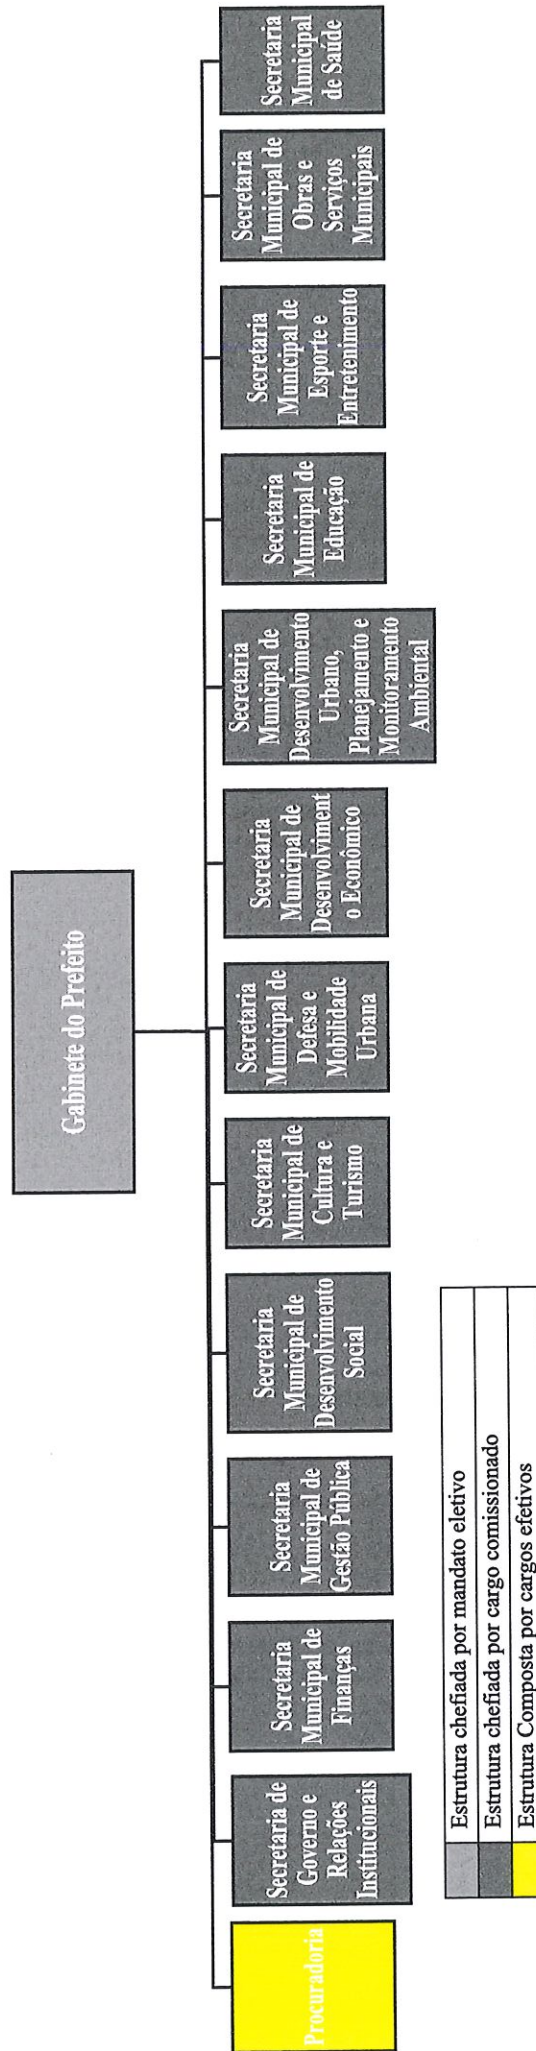 Gabinete do Prefeito
Procuradoria
Secretaria de
Governo e
Relações
Institucionais
Secretaria
Municipal de
Finanças
Secretaria
Municipal de
Gestão Pública
Secretaria
Municipal de
Desenvolvimento
Social
Secretaria
Municipal de
Cultura e
Turismo
Secretaria
Municipal de
Defesa e
Mobilidade
Urbana
Secretaria
Municipal de
Desenvolviment
o Econômico
Secretaria
Municipal de
Desenvolvimento
Urbano,
Planejamento e
Monitoramento
Ambiental
Secretaria
Municipal de
Educação
Secretaria
Municipal de
Esporte e
Entretenimento
Secretaria
Municipal de
Obras e
Serviços
Municipais
Secretaria
Municipal
de Saúde
Estrutura chefiada por mandato eletivo
Estrutura chefiada por cargo comissionado
Estrutura Composta por cargos efetivos